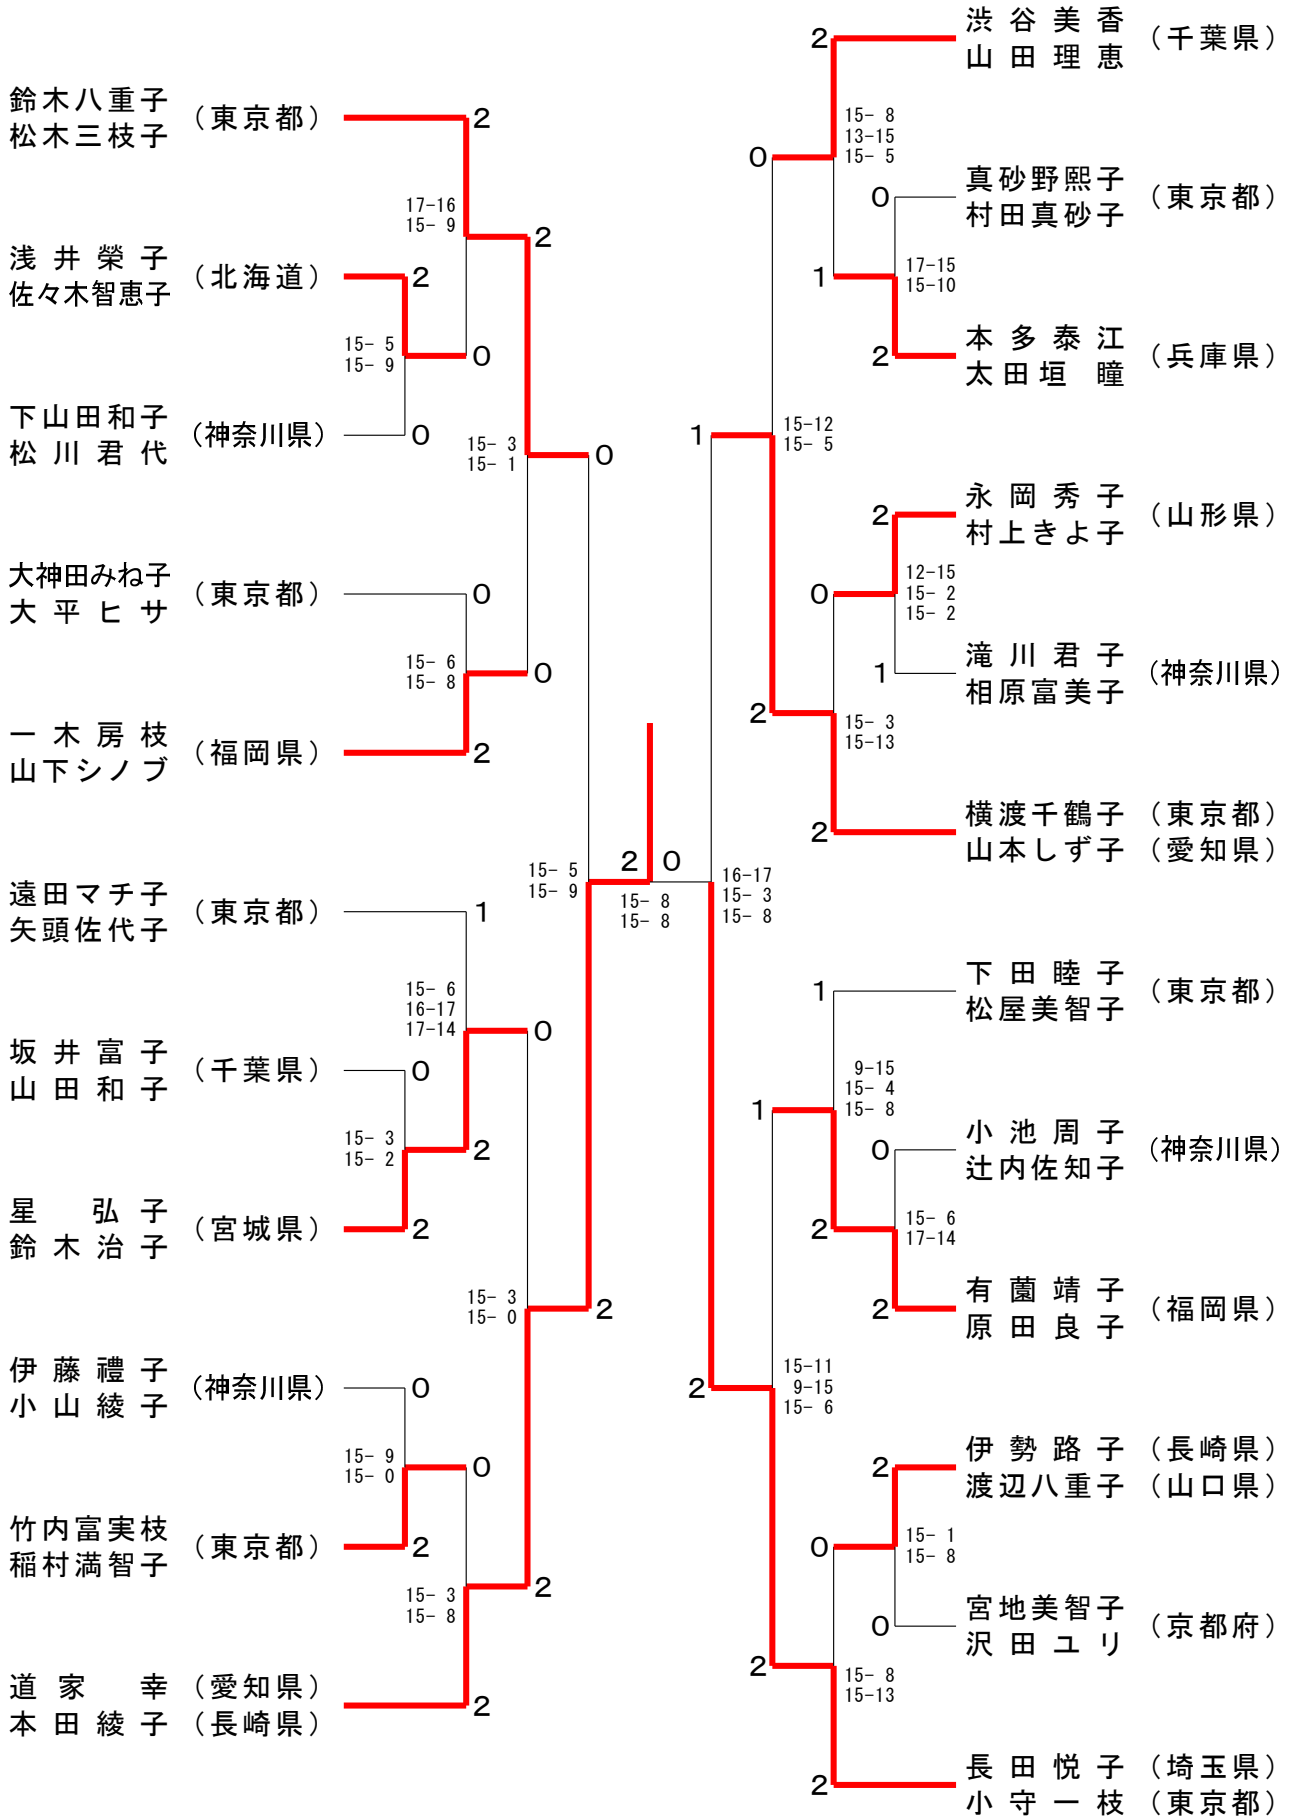 鈴木八重子
松木三枝子
（東京都）
2
17-16
15- 9
2
浅井榮子
佐々木智恵子
（北海道）
2
15- 5
15- 9
0
下山田和子
松川君代
（神奈川県）
0
15- 3
15- 1
0
大神田みね子
大平ヒサ
（東京都）
0
15- 6
15- 8
0
一木房枝
山下シノブ
（福岡県）
2
15- 5
15- 9
遠田マチ子
矢頭佐代子
（東京都）
1
15- 6
16-17
17-14
0
坂井富子
山田和子
（千葉県）
0
15- 3
15- 2
2
星弘子
鈴木治子
（宮城県）
2
15- 3
15- 0
2
伊藤禮子
小山綾子
（神奈川県）
0
15- 9
15- 0
0
竹内富実枝
稲村満智子
（東京都）
2
15- 3
15- 8
2
道家幸（愛知県）
本田綾子（長崎県）
2
2 0
15- 8
15- 8
渋谷美香
山田理恵
（千葉県）
2
15- 8
13-15
15- 5
0
真砂野熙子
村田真砂子
（東京都）
0
17-15
15-10
1
本多泰江
太田垣瞳
（兵庫県）
2
15-12
15- 5
1
永岡秀子
村上きよ子
（山形県）
2
12-15
15- 2
15- 2
0
滝川君子
相原富美子
（神奈川県）
1
15- 3
15-13
2
横渡千鶴子（東京都）
山本しず子（愛知県）
2
16-17
15- 3
15- 8
下田睦子
松屋美智子
（東京都）
1
9-15
15- 4
15- 8
1
小池周子
辻内佐知子
（神奈川県）
0
15- 6
17-14
2
有薗靖子
原田良子
（福岡県）
2
15-11
9-15
15- 6
2
伊勢路子（長崎県）
渡辺八重子（山口県）
2
15- 1
15- 8
0
宮地美智子
沢田ユリ
（京都府）
0
15- 8
15-13
2
長田悦子（埼玉県）
小守一枝（東京都）
2